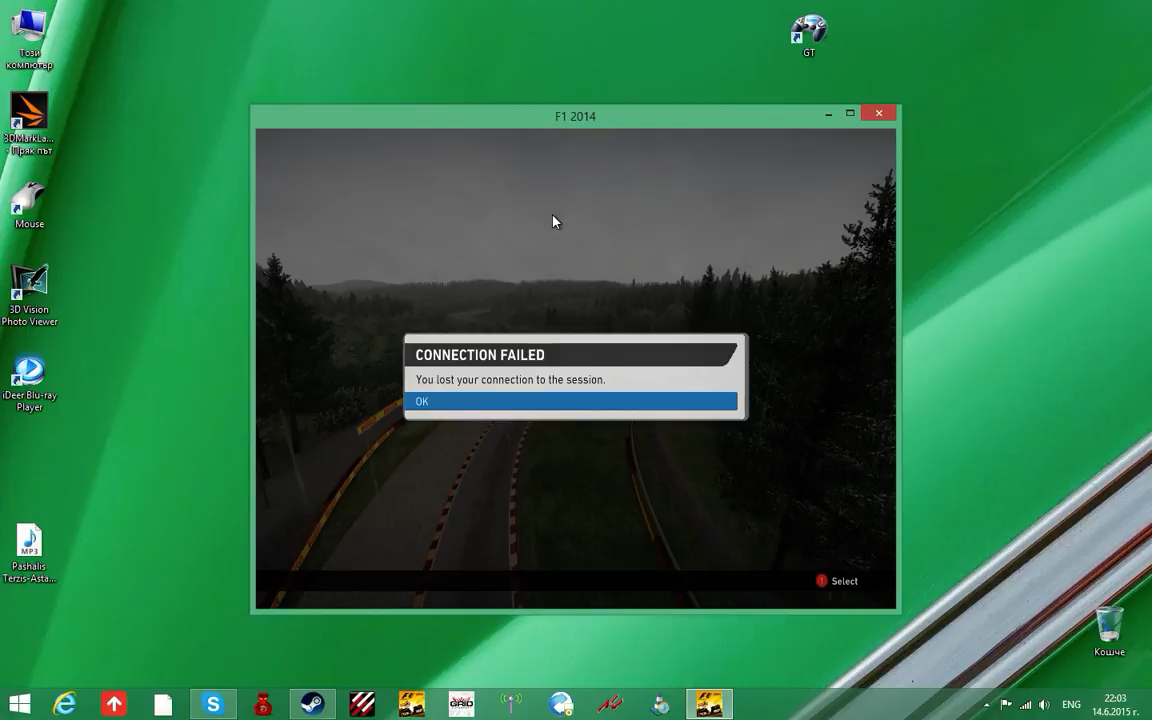 Този
компютър
3DMarkLa...
- Пряк път
Mouse
3D Vision
Photo Viewer
iDeer Blu-ray
Player
MP3
Pashalis
Terzis-Asta...
GT
F1 2014
CONNECTION FAILED
You lost your connection to the session.
OK
Select
Кошче
GRID
ENG
22:03
14.6.2015 г.